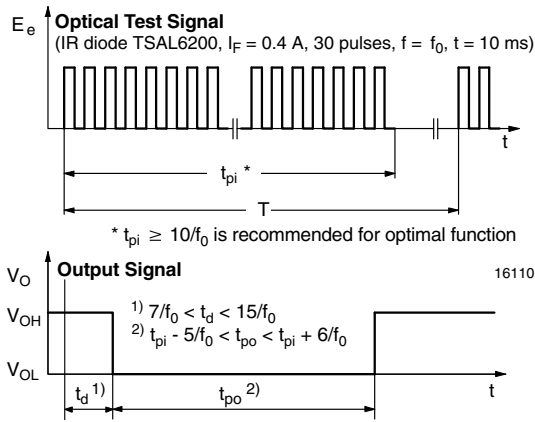 E_e
Optical Test Signal
(IR diode TSAL6200, I_F = 0.4 A, 30 pulses, f = f_0, t = 10 ms)
t
t_pi *
T
* t_pi ≥ 10/f_0 is recommended for optimal function
V_O
Output Signal
16110
V_OH
1) 7/f_0 < t_d < 15/f_0
2) t_pi - 5/f_0 < t_po < t_pi + 6/f_0
V_OL
t_d 1)
t_po 2)
t